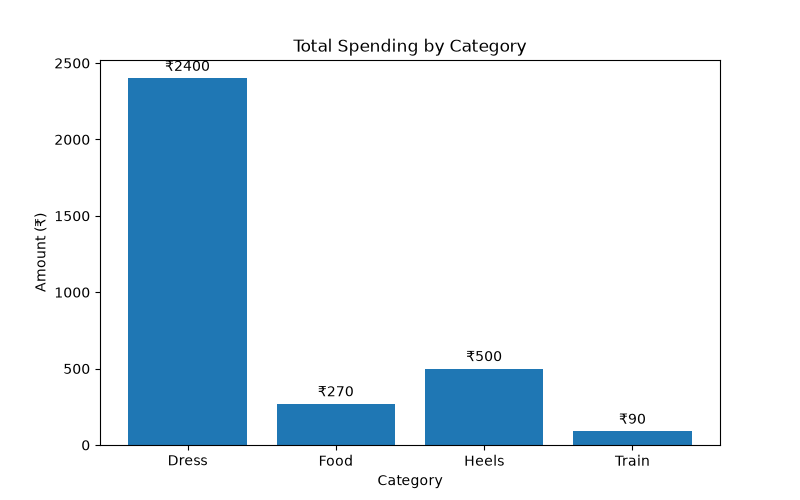 Total Spending by Category
Amount (₹)
2500
2000
1500
1000
500
0
₹2400
₹270
₹500
₹90
Dress
Food
Heels
Train
Category